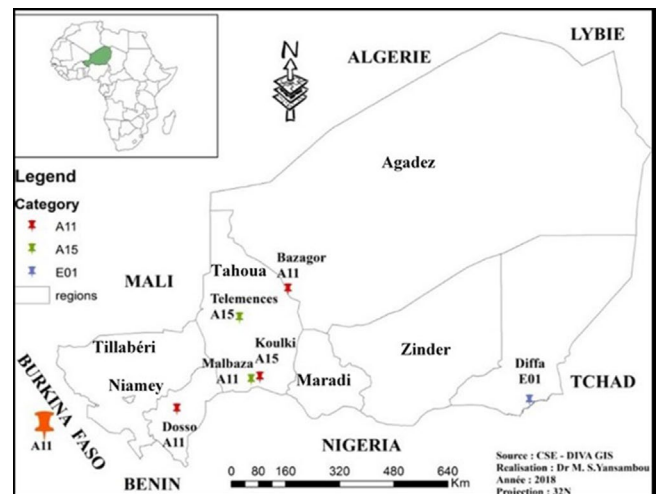 LYBIE
N
ALGERIE
Agadez
Legend
Category
A11
A15
E01
regions
MALI
Tahoua
Bazagor
A11
Telemences
A15
Koulki
A15
Malbaza
A11
Tillabéri
Niamey
Maradi
Zinder
Diffa
E01
TCHAD
BURKINA FASO
A11
Dosso
A11
BENIN
NIGERIA
0 80 160 320 480 640
Km
Source : CSE - DIVA GIS
Realisation : Dr M. S.Yansambou
Année : 2018
Projection : 32N